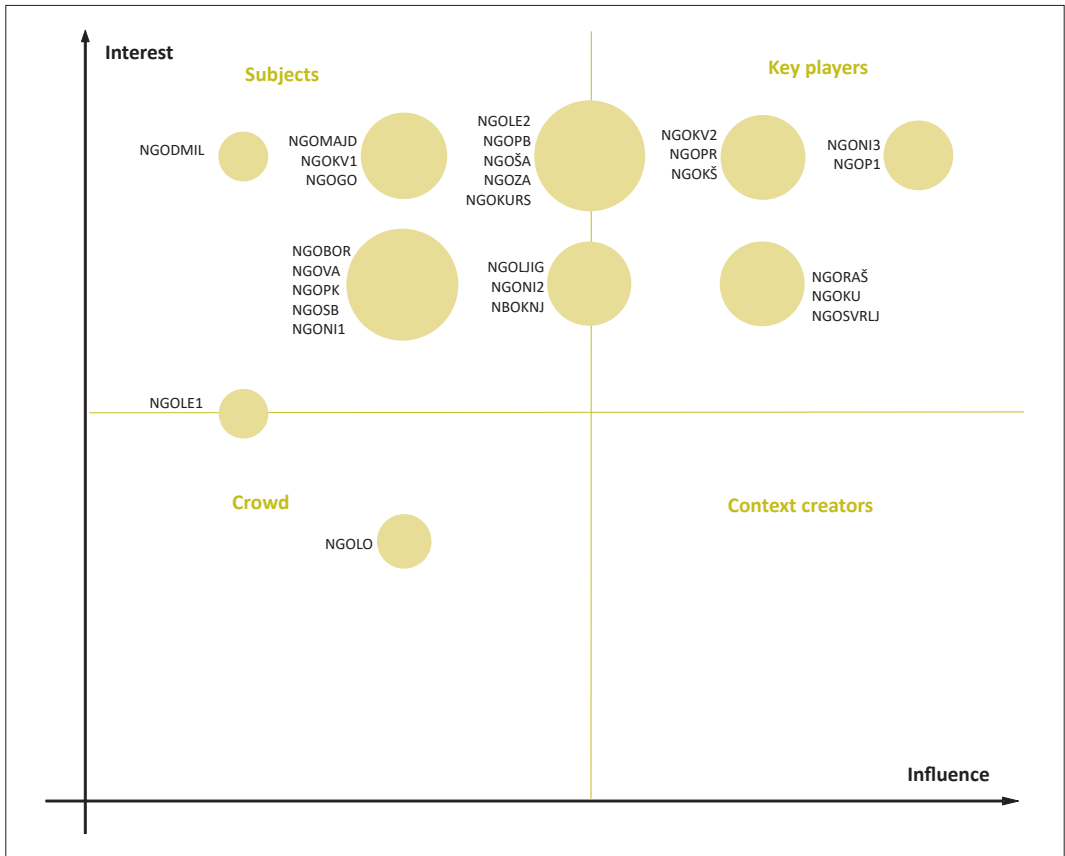 Interest
Subjects
Key players
NGODMIL
NGOMAJD
NGOKV1
NGOGO
NGOLE2
NGOPB
NGOŠA
NGOZA
NGOKURS
NGOKV2
NGOPR
NGOKŠ
NGONI3
NGOP1
NGOBOR
NGOVA
NGOPK
NGOSB
NGONI1
NGOLJIG
NGONI2
NBOKNJ
NGORAŠ
NGOKU
NGOSVRLJ
NGOLE1
Crowd
Context creators
NGOLO
Influence